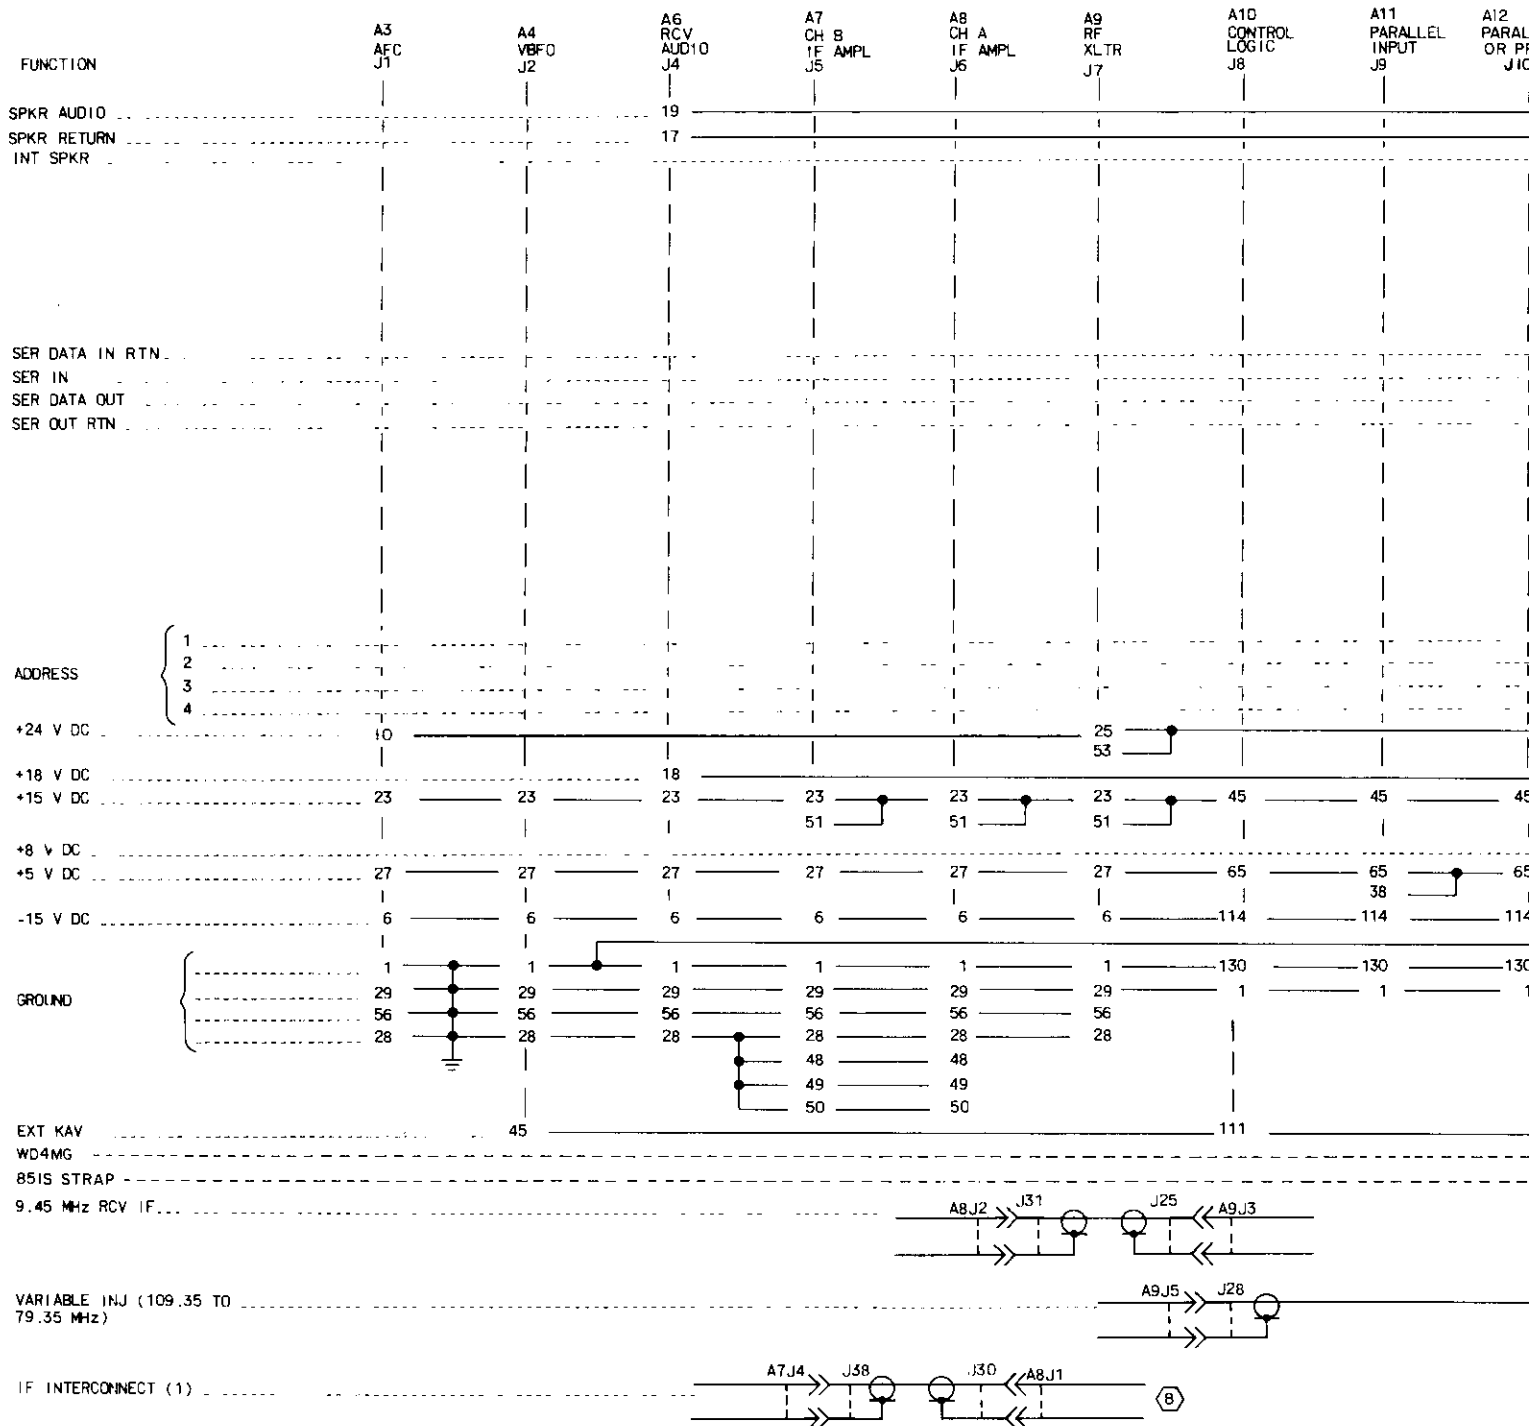 FUNCTION
A3 AFC J1
A4 VBFO J2
A6 RCV AUDIO J4
A7 CH B IF AMPL J5
A8 CH A IF AMPL J6
A9 RF XLTR J7
A10 CONTROL LOGIC J8
A11 PARALLEL INPUT J9
A12 PARAL OR PR J10
SPKR AUDIO 19
SPKR RETURN 17
INT SPKR
SER DATA IN RTN
SER IN
SER DATA OUT
SER OUT RTN
ADDRESS
1
2
3
4
+24 V DC 10 25
53
+18 V DC 18
+15 V DC 23 23 23 23 23 23 45 45 45
51 51 51
+8 V DC
+5 V DC 27 27 27 27 27 27 65 65 65
38
-15 V DC 6 6 6 6 6 6 114 114 114
GROUND
1 1 1 1 1 1 130 130 130
29 29 29 29 29 29 1 1 1
56 56 56 56 56 56
28 28 28 28 28 28
48 48
49 49
50 50
EXT KAV 45 111
WD4MG
851S STRAP
9.45 MHz RCV IF A8J2 J31 J25 A9J3
VARIABLE INJ (109.35 TO A9J5 J28
79.35 MHz)
IF INTERCONNECT (1) A7J4 J38 J30 A8J1 8